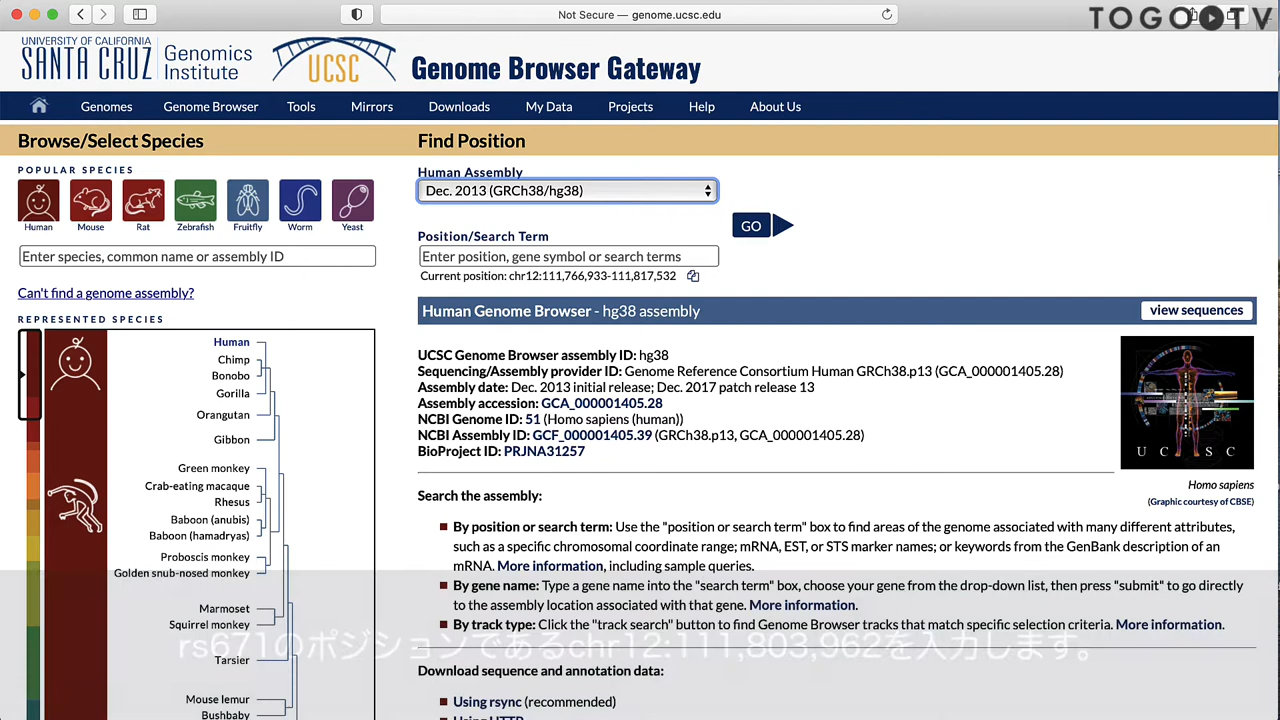 Not Secure — genome.ucsc.edu
TOGO TV
UNIVERSITY OF CALIFORNIA
SANTA CRUZ
Genomics
Institute
UCSC
Genome Browser Gateway
Genomes
Genome Browser
Tools
Mirrors
Downloads
My Data
Projects
Help
About Us
Browse/Select Species
POPULAR SPECIES
Human
Mouse
Rat
Zebrafish
Fruitfly
Worm
Yeast
Enter species, common name or assembly ID
Can't find a genome assembly?
REPRESENTED SPECIES
Human
Chimp
Bonobo
Gorilla
Orangutan
Gibbon
Green monkey
Crab-eating macaque
Rhesus
Baboon (anubis)
Baboon (hamadryas)
Proboscis monkey
Golden snub-nosed monkey
Marmoset
Squirrel monkey
Tarsier
Mouse lemur
Bushbaby
Find Position
Human Assembly
Dec. 2013 (GRCh38/hg38)
GO
Position/Search Term
Enter position, gene symbol or search terms
Current position: chr12:111,766,933-111,817,532
Human Genome Browser - hg38 assembly
view sequences
UCSC Genome Browser assembly ID: hg38
Sequencing/Assembly provider ID: Genome Reference Consortium Human GRCh38.p13 (GCA_000001405.28)
Assembly date: Dec. 2013 initial release; Dec. 2017 patch release 13
Assembly accession: GCA_000001405.28
NCBI Genome ID: 51 (Homo sapiens (human))
NCBI Assembly ID: GCF_000001405.39 (GRCh38.p13, GCA_000001405.28)
BioProject ID: PRJNA31257
U C S C
Homo sapiens
(Graphic courtesy of CBSE)
Search the assembly:
By position or search term: Use the "position or search term" box to find areas of the genome associated with many different attributes,
such as a specific chromosomal coordinate range; mRNA, EST, or STS marker names; or keywords from the GenBank description of an
mRNA. More information, including sample queries.
By gene name: Type a gene name into the "search term" box, choose your gene from the drop-down list, then press "submit" to go directly
to the assembly location associated with that gene. More information.
By track type: Click the "track search" button to find Genome Browser tracks that match specific selection criteria. More information.
rs671のポジションであるchr12:111,803,962を入力します。
Download sequence and annotation data:
Using rsync (recommended)
Using HTTP